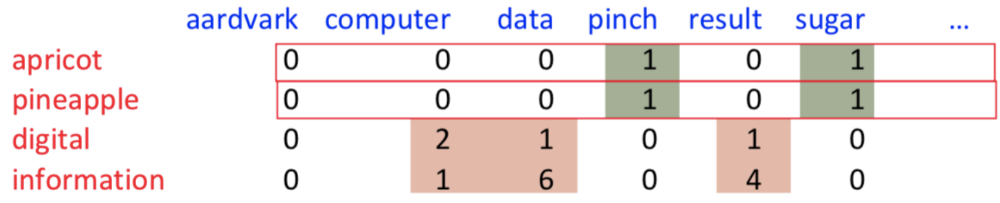 aardvark computer data pinch result sugar ...
apricot 0 0 0 1 0 1
pineapple 0 0 0 1 0 1
digital 0 2 1 0 1 0
information 0 1 6 0 4 0